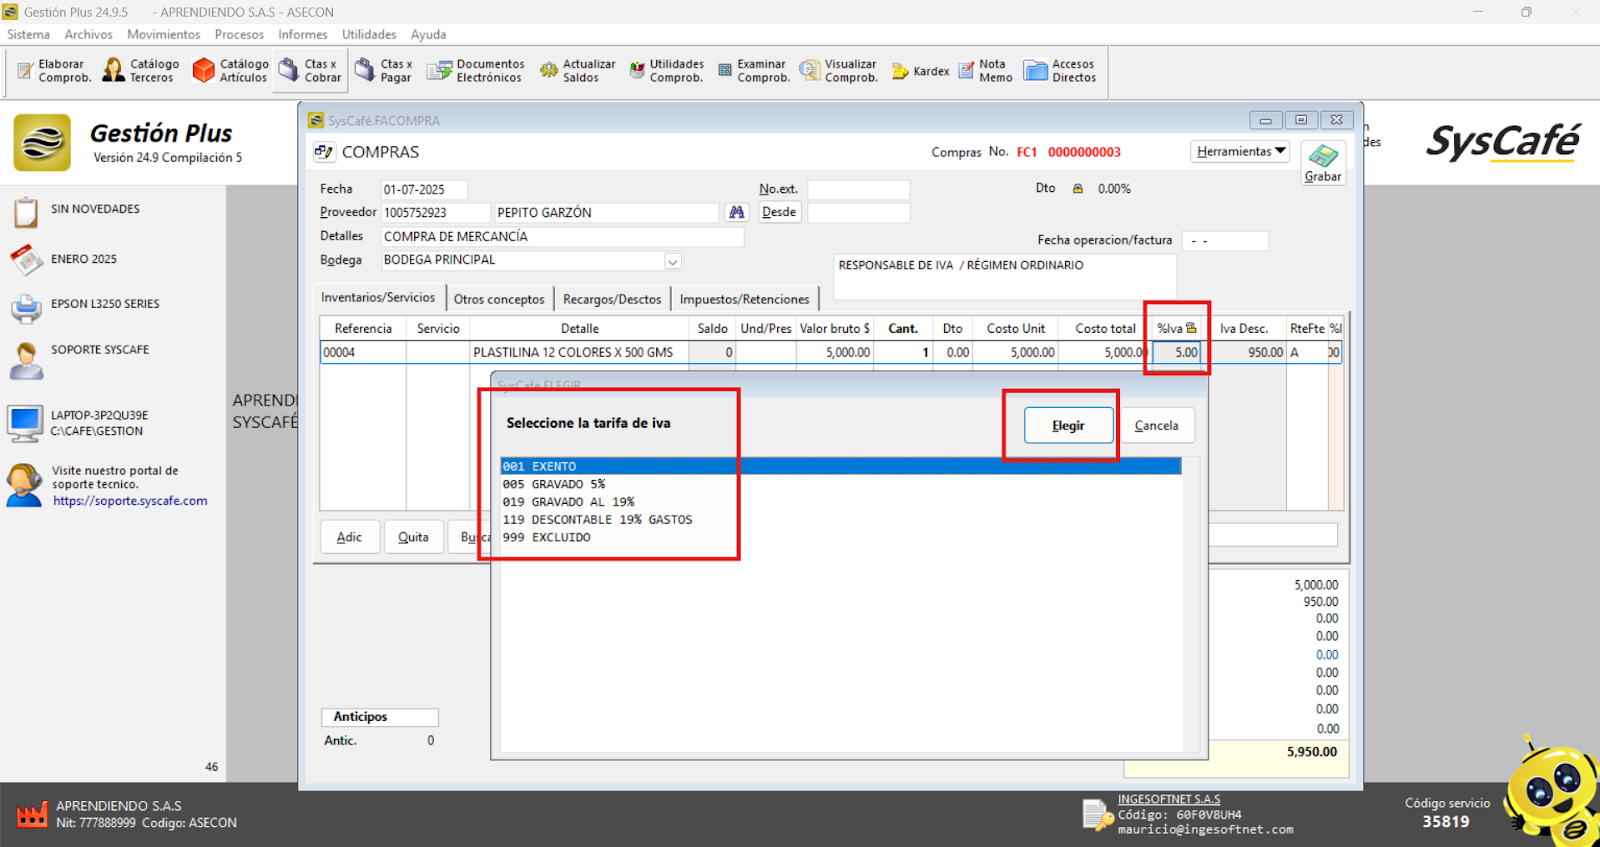 Gestión Plus 24.9.5 - APRENDIENDO S.A.S - ASECON
Sistema Archivos Movimientos Procesos Informes Utilidades Ayuda
Elaborar Comprob.
Catálogo Terceros
Catálogo Artículos
Ctas x Cobrar
Ctas x Pagar
Documentos Electrónicos
Actualizar Saldos
Utilidades Comprob.
Examinar Comprob.
Visualizar Comprob.
Kardex
Nota Memo
Accesos Directos
Gestión Plus
Versión 24.9 Compilación 5
SysCafé
SIN NOVEDADES
ENERO 2025
EPSON L3250 SERIES
SOPORTE SYSCAFE
LAPTOP-3P2QU39E
C:\CAFE\GESTION
Visite nuestro portal de
soporte tecnico.
https://soporte.syscafe.com
46
APRENDI
SYSCAFÉ
des
SysCafé.FACOMPRA
COMPRAS
Compras No. FC1 0000000003
Herramientas
Grabar
Fecha 01-07-2025 No.ext. Dto 0.00%
Proveedor 1005752923 PEPITO GARZÓN Desde
Detalles COMPRA DE MERCANCÍA Fecha operacion/factura - -
Bodega BODEGA PRINCIPAL
RESPONSABLE DE IVA / RÉGIMEN ORDINARIO
Inventarios/Servicios Otros conceptos Recargos/Desctos Impuestos/Retenciones
Referencia Servicio Detalle Saldo Und/Pres Valor bruto $ Cant. Dto Costo Unit Costo total %Iva Iva Desc. RteFte %I
00004 PLASTILINA 12 COLORES X 500 GMS 0 5,000.00 1 0.00 5,000.00 5,000.00 5.00 950.00 A 00
SysCafé.ELEGIR
Seleccione la tarifa de iva
Elegir Cancela
001 EXENTO
005 GRAVADO 5%
019 GRAVADO AL 19%
119 DESCONTABLE 19% GASTOS
999 EXCLUIDO
Adic Quita Busca
5,000.00
950.00
0.00
0.00
0.00
0.00
0.00
0.00
0.00
5,950.00
Anticipos
Antic. 0
APRENDIENDO S.A.S
Nit: 777888999 Codigo: ASECON
INGESOFTNET S.A.S
Código: 60F0V8UH4
mauricio@ingesoftnet.com
Código servicio
35819